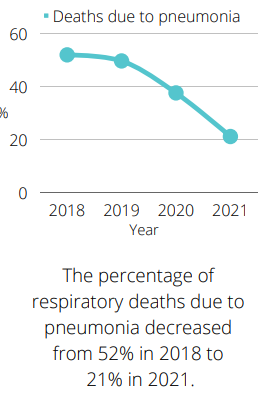 Deaths due to pneumonia
60
40
%
20
0
2018 2019 2020 2021
Year
The percentage of
respiratory deaths due to
pneumonia decreased
from 52% in 2018 to
21% in 2021.